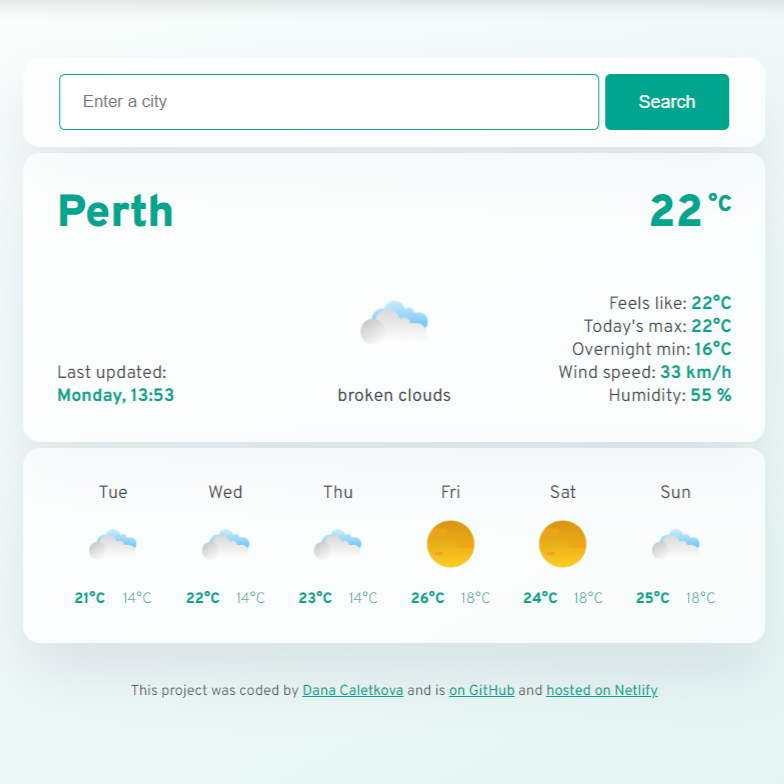 Enter a city
Search
Perth
22 °C
Feels like: 22°C
Today's max: 22°C
Overnight min: 16°C
Wind speed: 33 km/h
Humidity: 55 %
Last updated:
Monday, 13:53
broken clouds
Tue Wed Thu Fri Sat Sun
21°C 14°C 22°C 14°C 23°C 14°C 26°C 18°C 24°C 18°C 25°C 18°C
This project was coded by Dana Caletkova and is on GitHub and hosted on Netlify